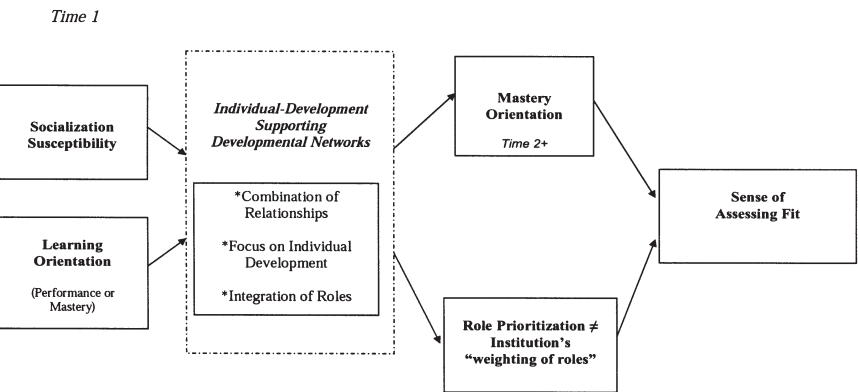 Time 1
Socialization
Susceptibility
Learning
Orientation
(Performance or
Mastery)
Individual-Development
Supporting
Developmental Networks
*Combination of
Relationships
*Focus on Individual
Development
*Integration of Roles
Mastery
Orientation
Time 2+
Role Prioritization ≠
Institution's
“weighting of roles”
Sense of
Assessing Fit